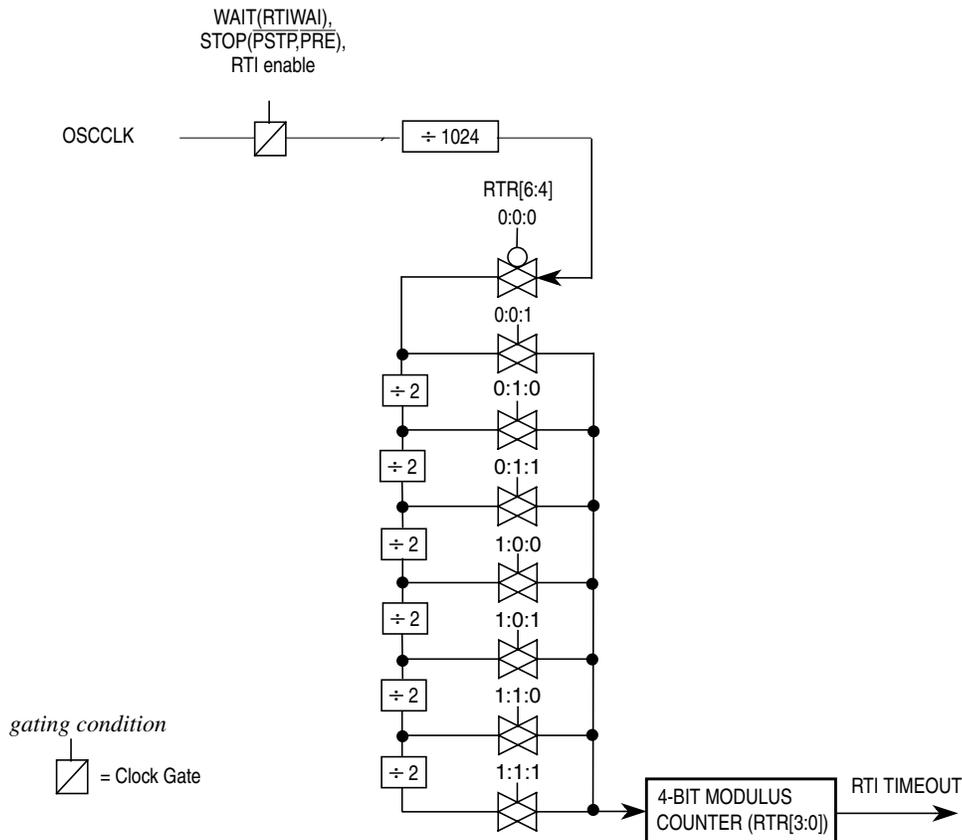 WAIT(RTIWAI),
STOP(PSTP,PRE),
RTI enable
OSCCLK
÷ 1024
RTR[6:4]
0:0:0
0:0:1
÷ 2
0:1:0
÷ 2
0:1:1
÷ 2
1:0:0
÷ 2
1:0:1
÷ 2
1:1:0
÷ 2
1:1:1
gating condition
= Clock Gate
4-BIT MODULUS
COUNTER (RTR[3:0])
RTI TIMEOUT